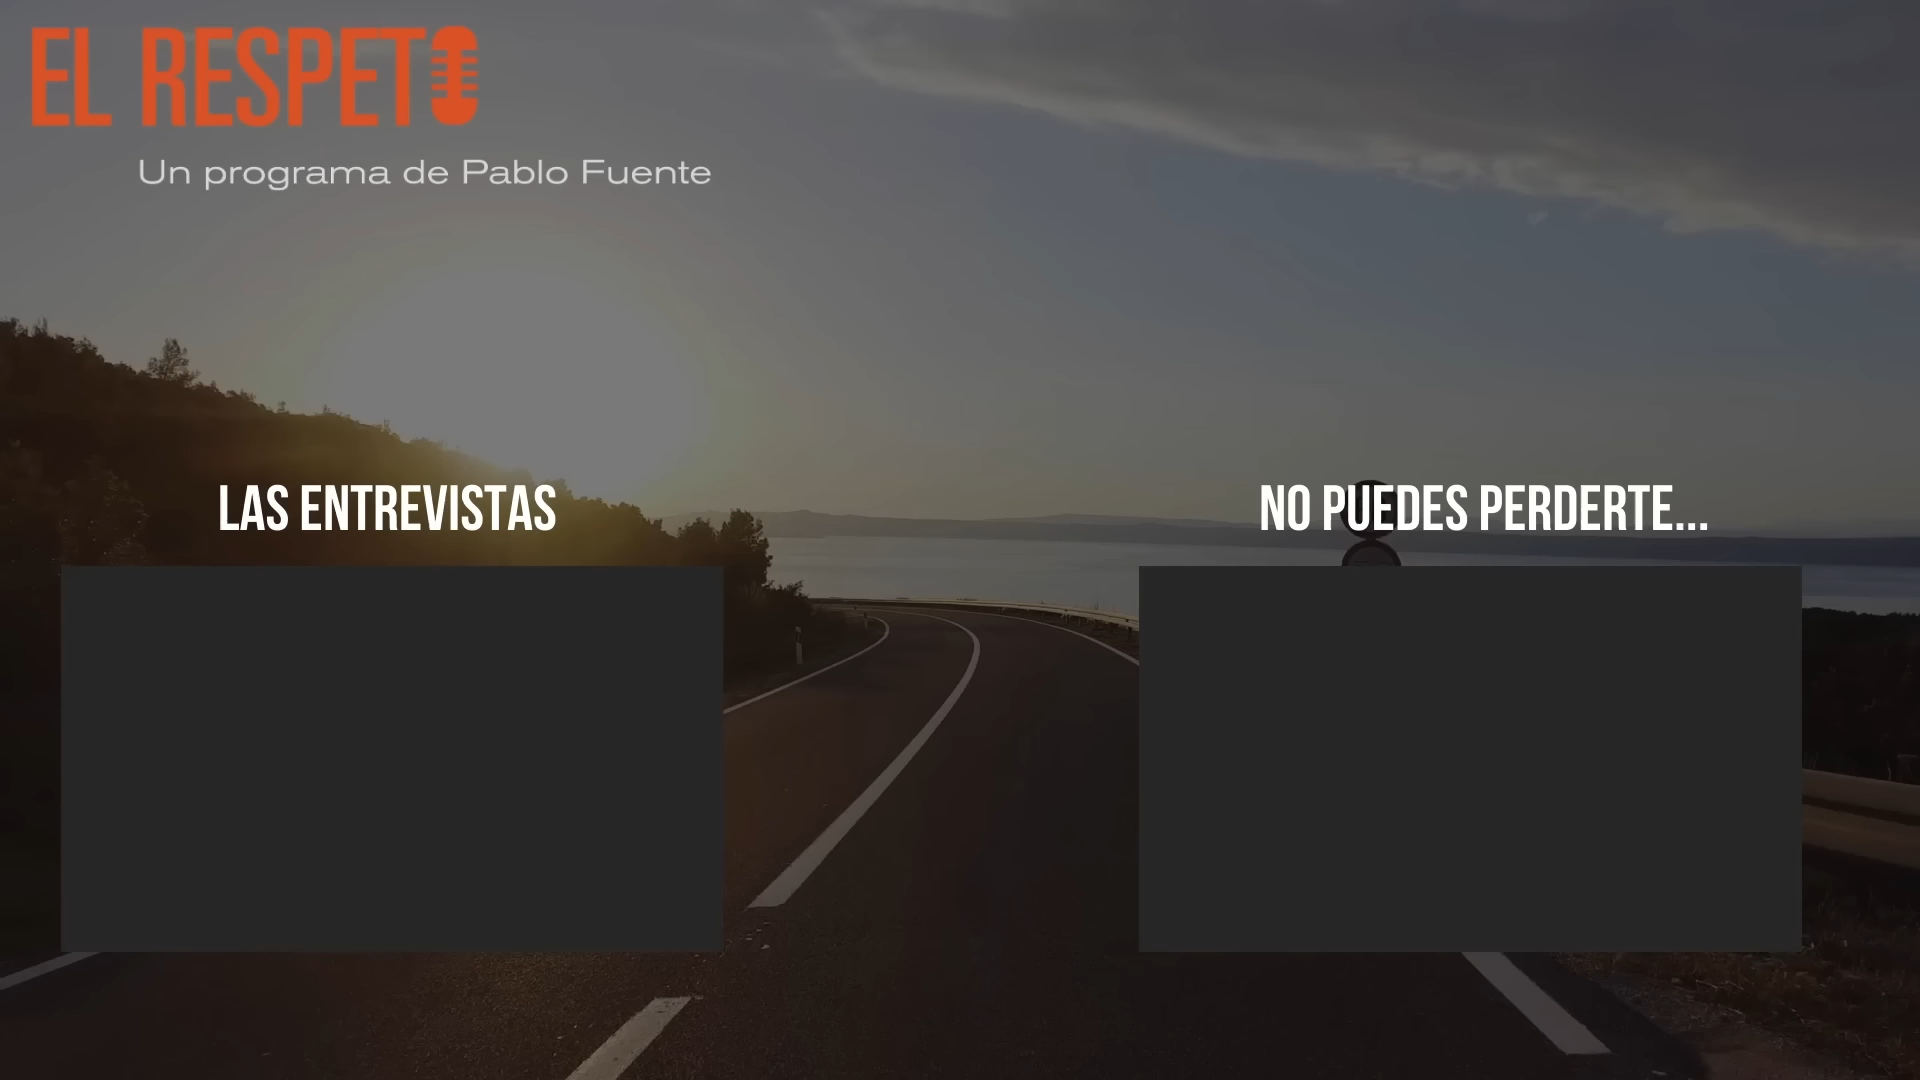 EL RESPETO
Un programa de Pablo Fuente
LAS ENTREVISTAS
NO PUEDES PERDERTE...